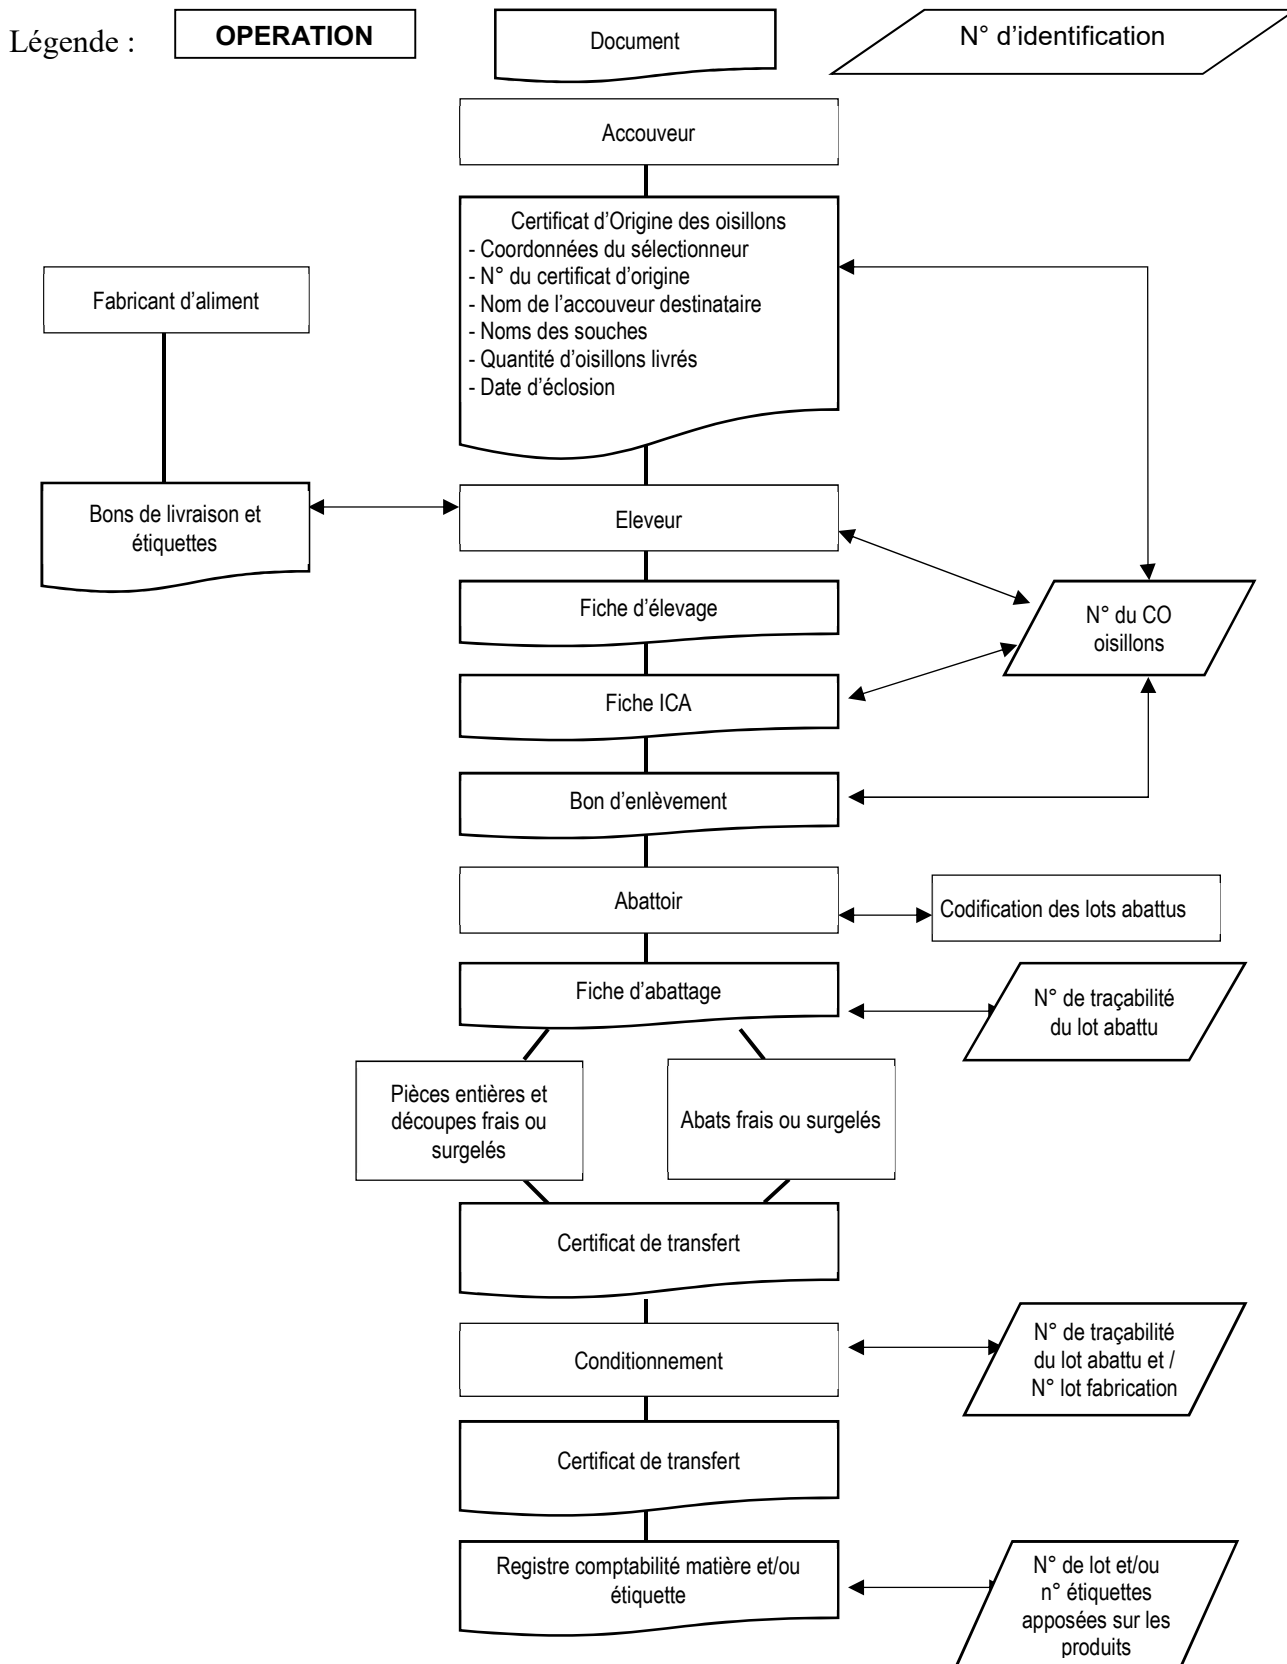 Légende :
OPERATION
Document
N° d'identification
Accouveur
Certificat d'Origine des oisillons
- Coordonnées du sélectionneur
- N° du certificat d'origine
- Nom de l'accouveur destinataire
- Noms des souches
- Quantité d'oisillons livrés
- Date d'éclosion
Fabricant d'aliment
Bons de livraison et
étiquettes
Eleveur
Fiche d'élevage
N° du CO
oisillons
Fiche ICA
Bon d'enlèvement
Abattoir
Codification des lots abattus
Fiche d'abattage
N° de traçabilité
du lot abattu
Pièces entières et
découpes frais ou
surgelés
Abats frais ou surgelés
Certificat de transfert
Conditionnement
N° de traçabilité
du lot abattu et /
N° lot fabrication
Certificat de transfert
Registre comptabilité matière et/ou
étiquette
N° de lot et/ou
n° étiquettes
apposées sur les
produits